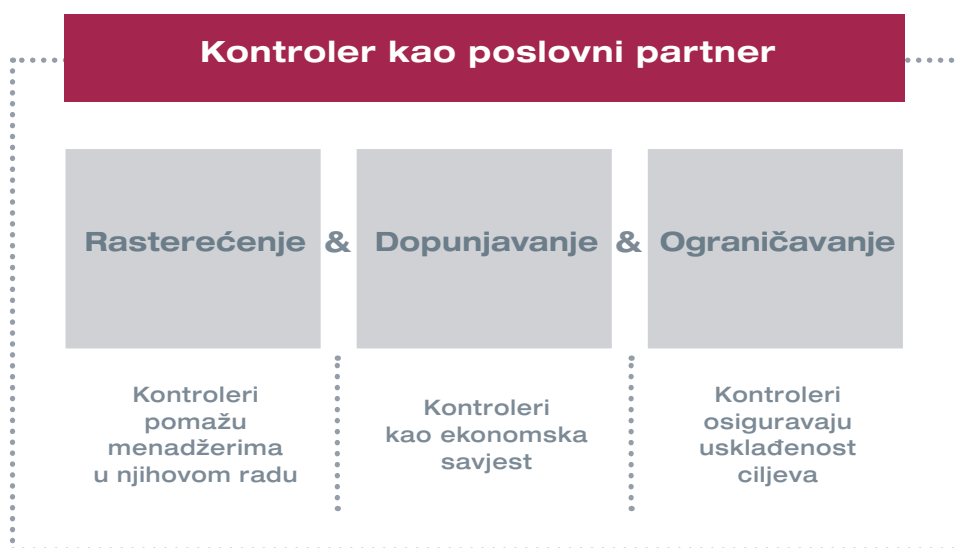 Kontroler kao poslovni partner
Rasterećenje & Dopunjavanje & Ograničavanje
Kontroleri
pomažu
menadžerima
u njihovom radu
Kontroleri
kao ekonomska
savjest
Kontroleri
osiguravaju
usklađenost
ciljeva